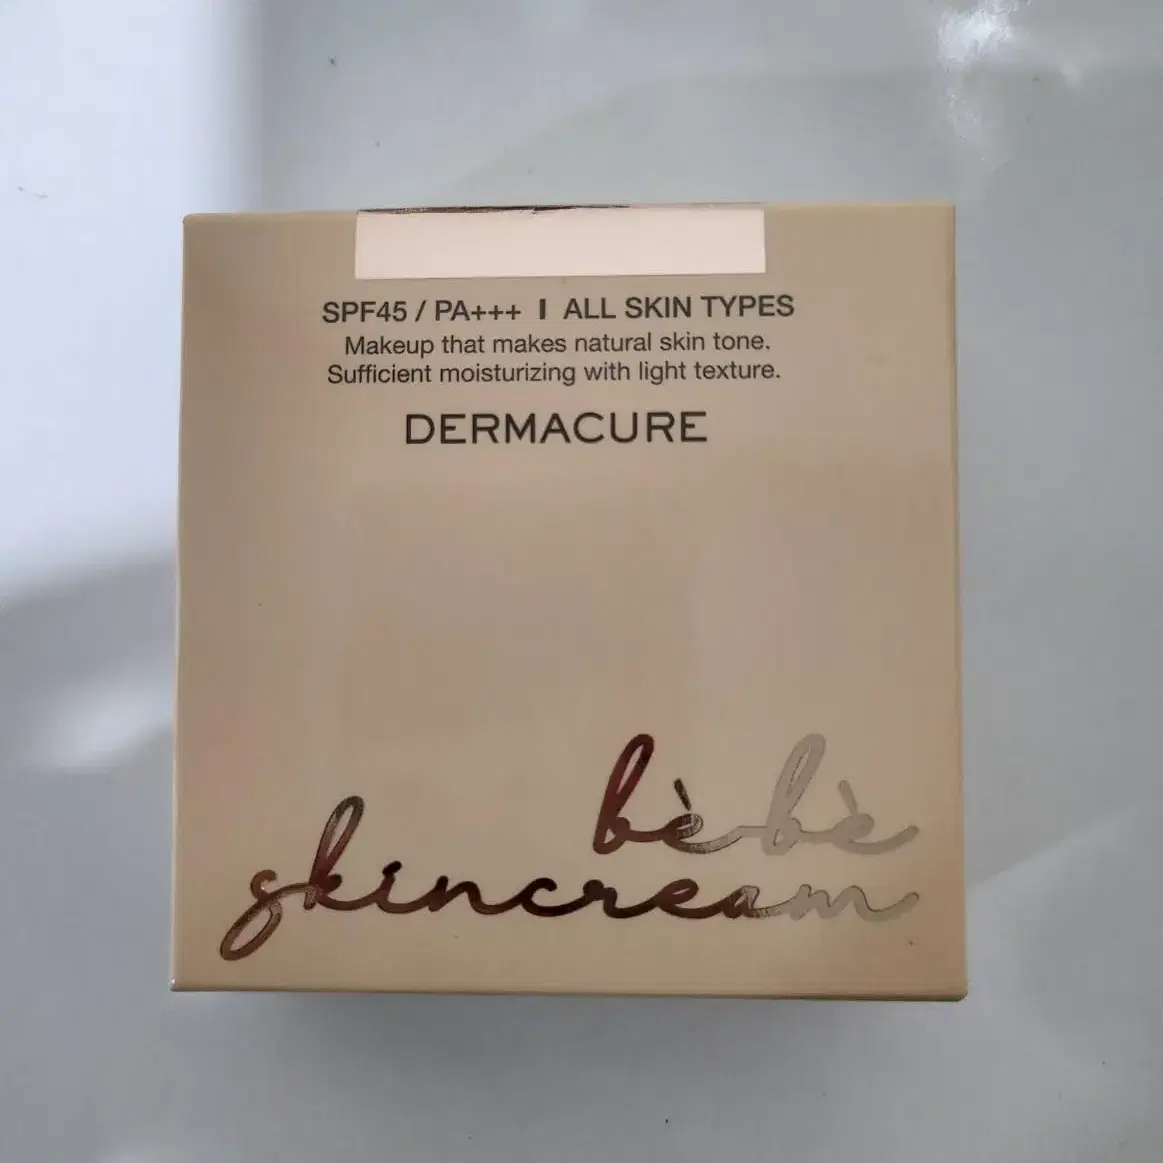 SPF45 / PA+++ I ALL SKIN TYPES
Makeup that makes natural skin tone.
Sufficient moisturizing with light texture.
DERMACURE
bèbè
skincream